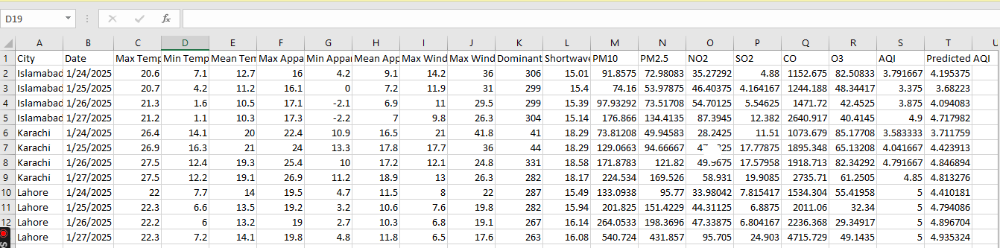 D19 fx
A B C D E F G H I J K L M N O P Q R S T U
1 City Date Max Temp Min Temp Mean Tem Max Appa Min Appar Mean App Max Wind Max Wind Dominant Shortwave PM10 PM2.5 NO2 SO2 CO O3 AQI Predicted AQI
2 Islamabad 1/24/2025 20.6 7.1 12.7 16 4.2 9.1 14.2 36 306 15.01 91.8575 72.98083 35.27292 4.88 1152.675 82.50833 3.791667 4.195375
3 Islamabad 1/25/2025 20.7 4.2 11.2 16.1 0 7.2 11.9 31 299 15.4 74.16 53.97875 46.40375 4.164167 1244.188 48.34417 3.375 3.68223
4 Islamabad 1/26/2025 21.3 1.6 10.5 17.1 -2.1 6.9 11 29.5 299 15.39 97.93292 73.51708 54.70125 5.54625 1471.72 42.4525 3.875 4.094083
5 Islamabad 1/27/2025 21.2 1.1 10.3 17.3 -2.2 7 9.8 26.3 304 15.14 176.866 134.4135 87.3945 12.382 2640.917 40.4145 4.9 4.717982
6 Karachi 1/24/2025 26.4 14.1 20 22.4 10.9 16.5 21 41.8 41 18.29 73.81208 49.94583 28.2425 11.51 1073.679 85.17708 3.583333 3.711759
7 Karachi 1/25/2025 26.9 16.3 21 24 13.3 17.8 17.7 36 44 18.29 129.0663 94.66667 17.77875 1895.348 65.13208 4.041667 4.423913
8 Karachi 1/26/2025 27.5 12.4 19.3 25.4 10 17.2 12.1 24.8 331 18.58 171.8783 121.82 49.9675 17.57958 1918.713 82.34292 4.791667 4.846894
9 Karachi 1/27/2025 27.5 12.2 19.1 26.9 11.2 18.9 13 26.3 282 18.17 224.534 169.526 58.931 19.9085 2735.71 61.2505 4.85 4.813276
10 Lahore 1/24/2025 22 7.7 14 19.5 4.7 11.5 8 22 287 15.49 133.0938 95.77 33.98042 7.815417 1534.304 55.41958 5 4.410181
11 Lahore 1/25/2025 22.3 6.6 13.5 19.2 3.2 10.6 7.6 19.8 282 15.94 201.825 151.4229 44.31125 6.8875 2011.06 32.34 5 4.794086
12 Lahore 1/26/2025 22.2 6 13.2 19 2.7 10.3 6.8 19.1 267 16.14 264.0533 198.3696 47.33875 6.804167 2236.368 29.34917 5 4.896704
Lahore 1/27/2025 22.3 7.2 14.1 19.8 4.8 11.8 6.5 17.6 263 16.08 540.724 431.857 95.705 24.903 4715.729 49.1435 5 4.935324